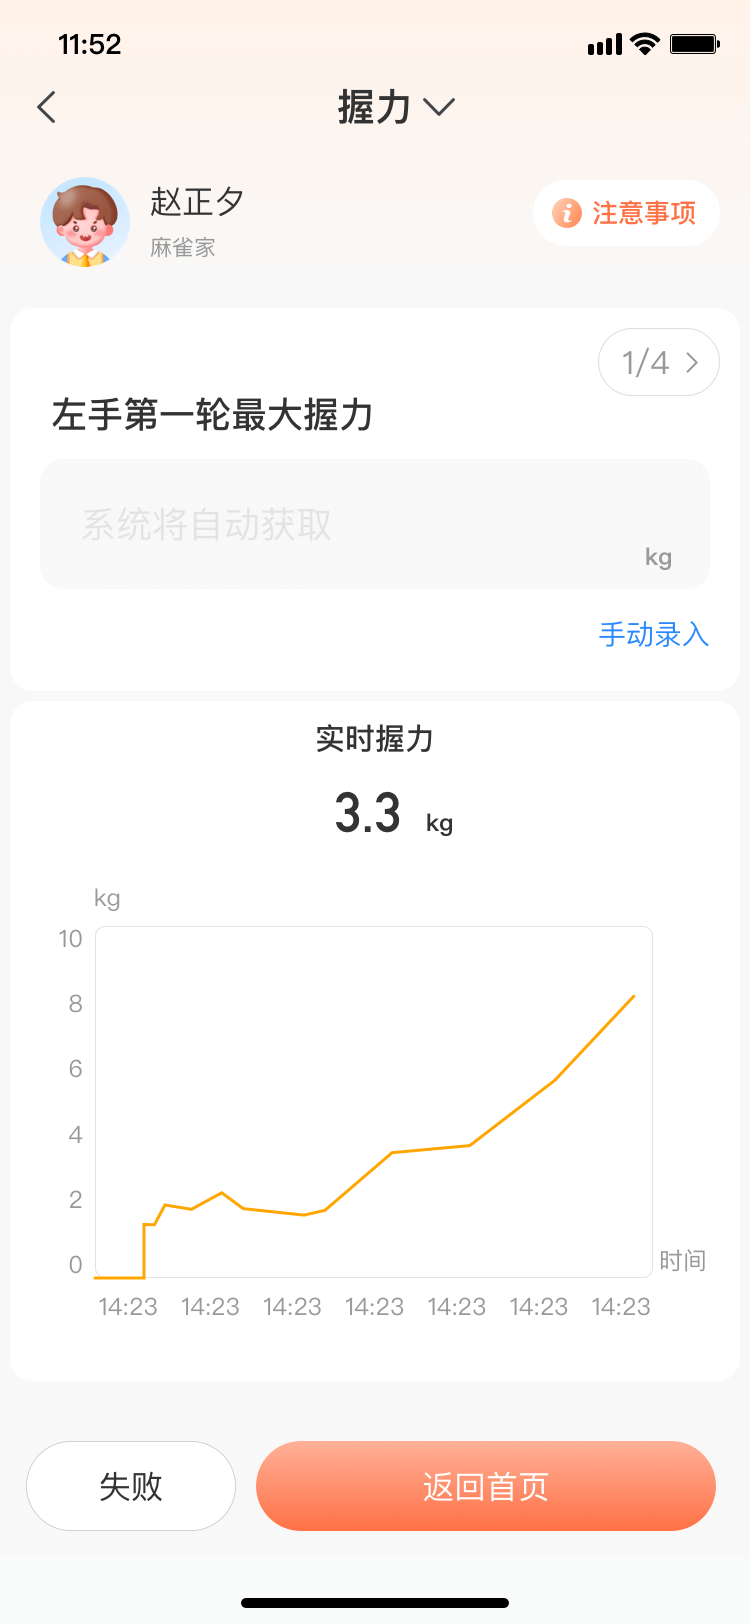 11:52
握力
赵正夕
麻雀家
i 注意事项
1/4
左手第一轮最大握力
系统将自动获取
kg
手动录入
实时握力
3.3 kg
kg
10
8
6
4
2
0
时间
14:23 14:23 14:23 14:23 14:23 14:23 14:23
失败
返回首页